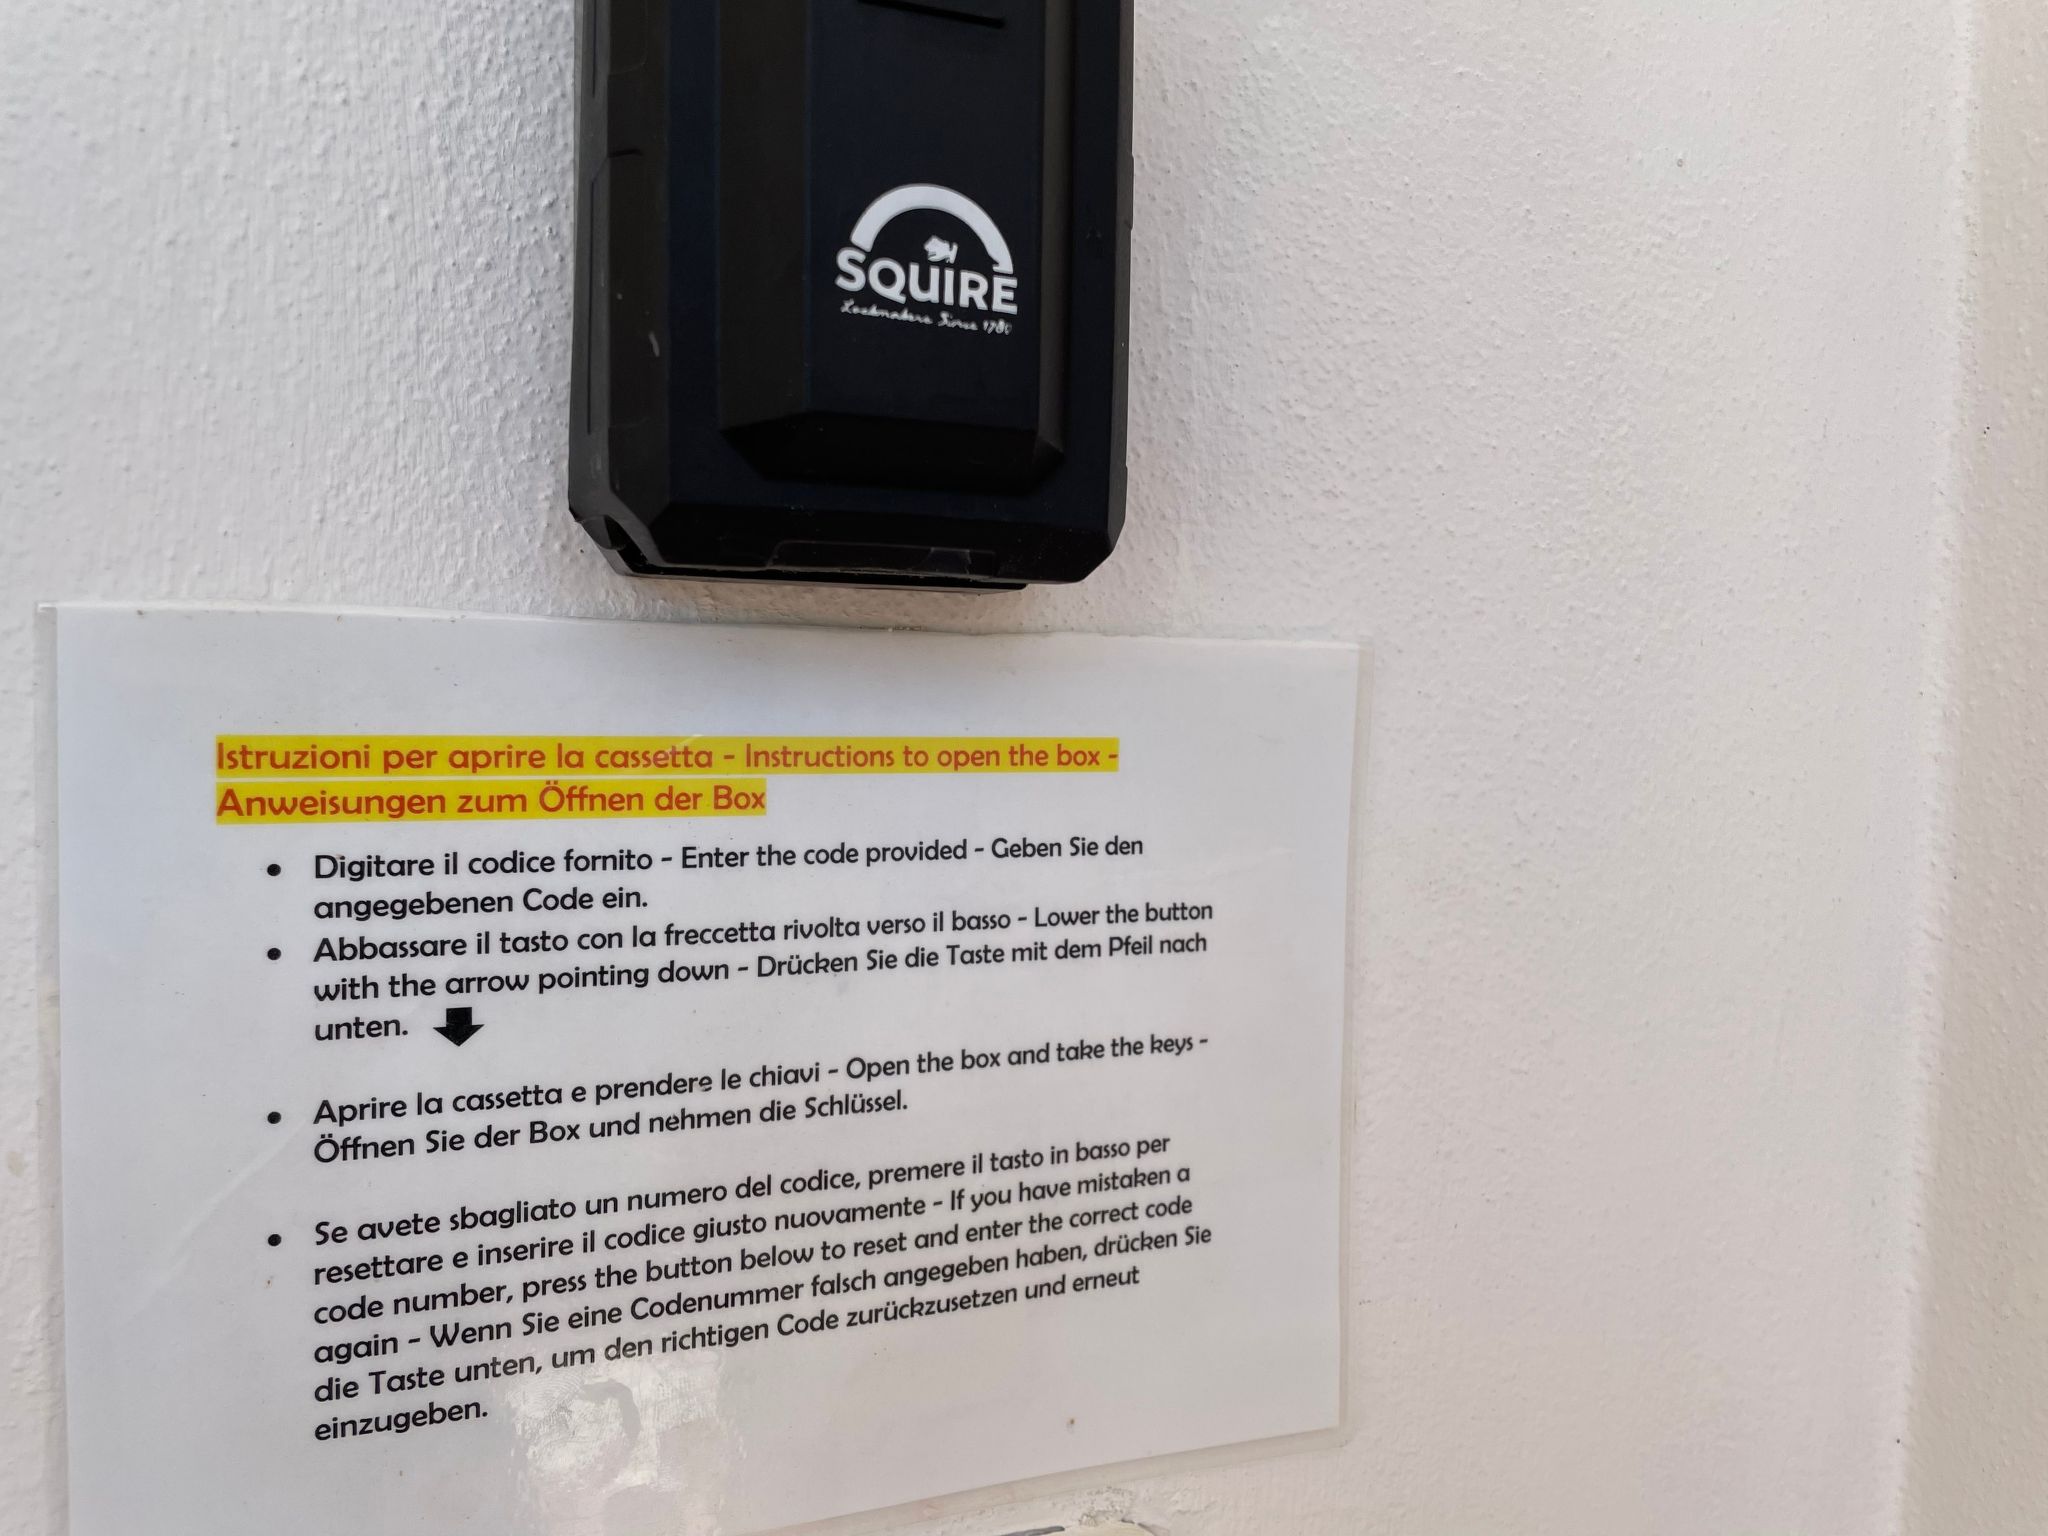 SQUIRE
Lockmakers Since 1780
Istruzioni per aprire la cassetta - Instructions to open the box -
Anweisungen zum Öffnen der Box
• Digitare il codice fornito - Enter the code provided - Geben Sie den
angegebenen Code ein.
• Abbassare il tasto con la freccetta rivolta verso il basso - Lower the button
with the arrow pointing down - Drücken Sie die Taste mit dem Pfeil nach
unten.
• Aprire la cassetta e prendere le chiavi - Open the box and take the keys -
Öffnen Sie der Box und nehmen die Schlüssel.
• Se avete sbagliato un numero del codice, premere il tasto in basso per
resettare e inserire il codice giusto nuovamente - If you have mistaken a
code number, press the button below to reset and enter the correct code
again - Wenn Sie eine Codenummer falsch angegeben haben, drücken Sie
die Taste unten, um den richtigen Code zurückzusetzen und erneut
einzugeben.